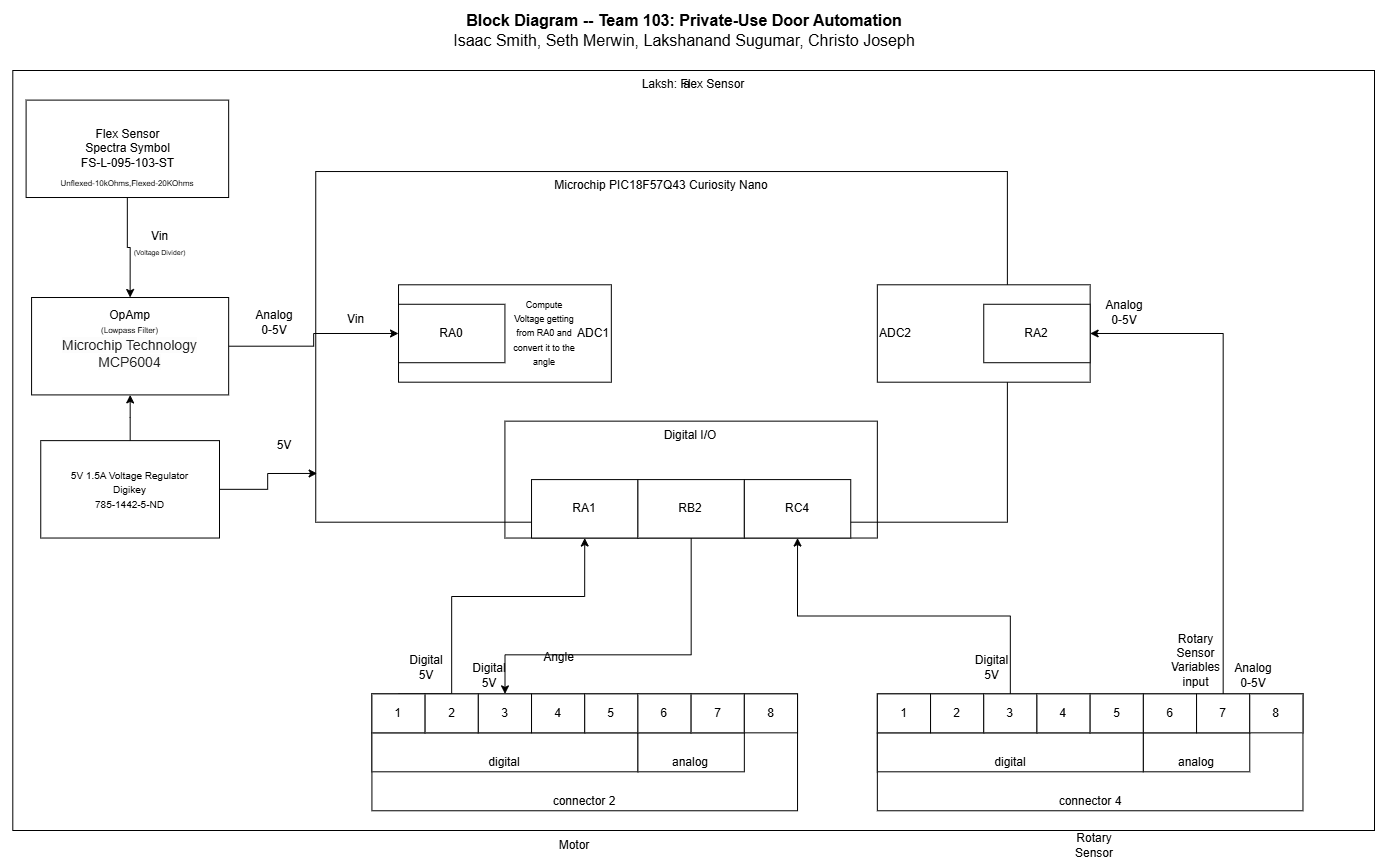 Block Diagram -- Team 103: Private-Use Door Automation
Isaac Smith, Seth Merwin, Lakshanand Sugumar, Christo Joseph
Laksh: Flex Sensor
Flex Sensor
Spectra Symbol
FS-L-095-103-ST
Unflexed-10kOhms,Flexed-20KOhms
Microchip PIC18F57Q43 Curiosity Nano
Vin
(Voltage Divider)
OpAmp
(Lowpass Filter)
Microchip Technology
MCP6004
Analog
0-5V
Vin
RA0
Compute
Voltage getting
from RA0 and
convert it to the
angle
ADC1
ADC2
RA2
Analog
0-5V
5V 1.5A Voltage Regulator
Digikey
785-1442-5-ND
5V
Digital I/O
RA1
RB2
RC4
Digital
5V
Digital
5V
Angle
Digital
5V
Rotary
Sensor
Variables
input
Analog
0-5V
1 2 3 4 5 6 7 8
digital analog
connector 2
1 2 3 4 5 6 7 8
digital analog
connector 4
Motor
Rotary
Sensor